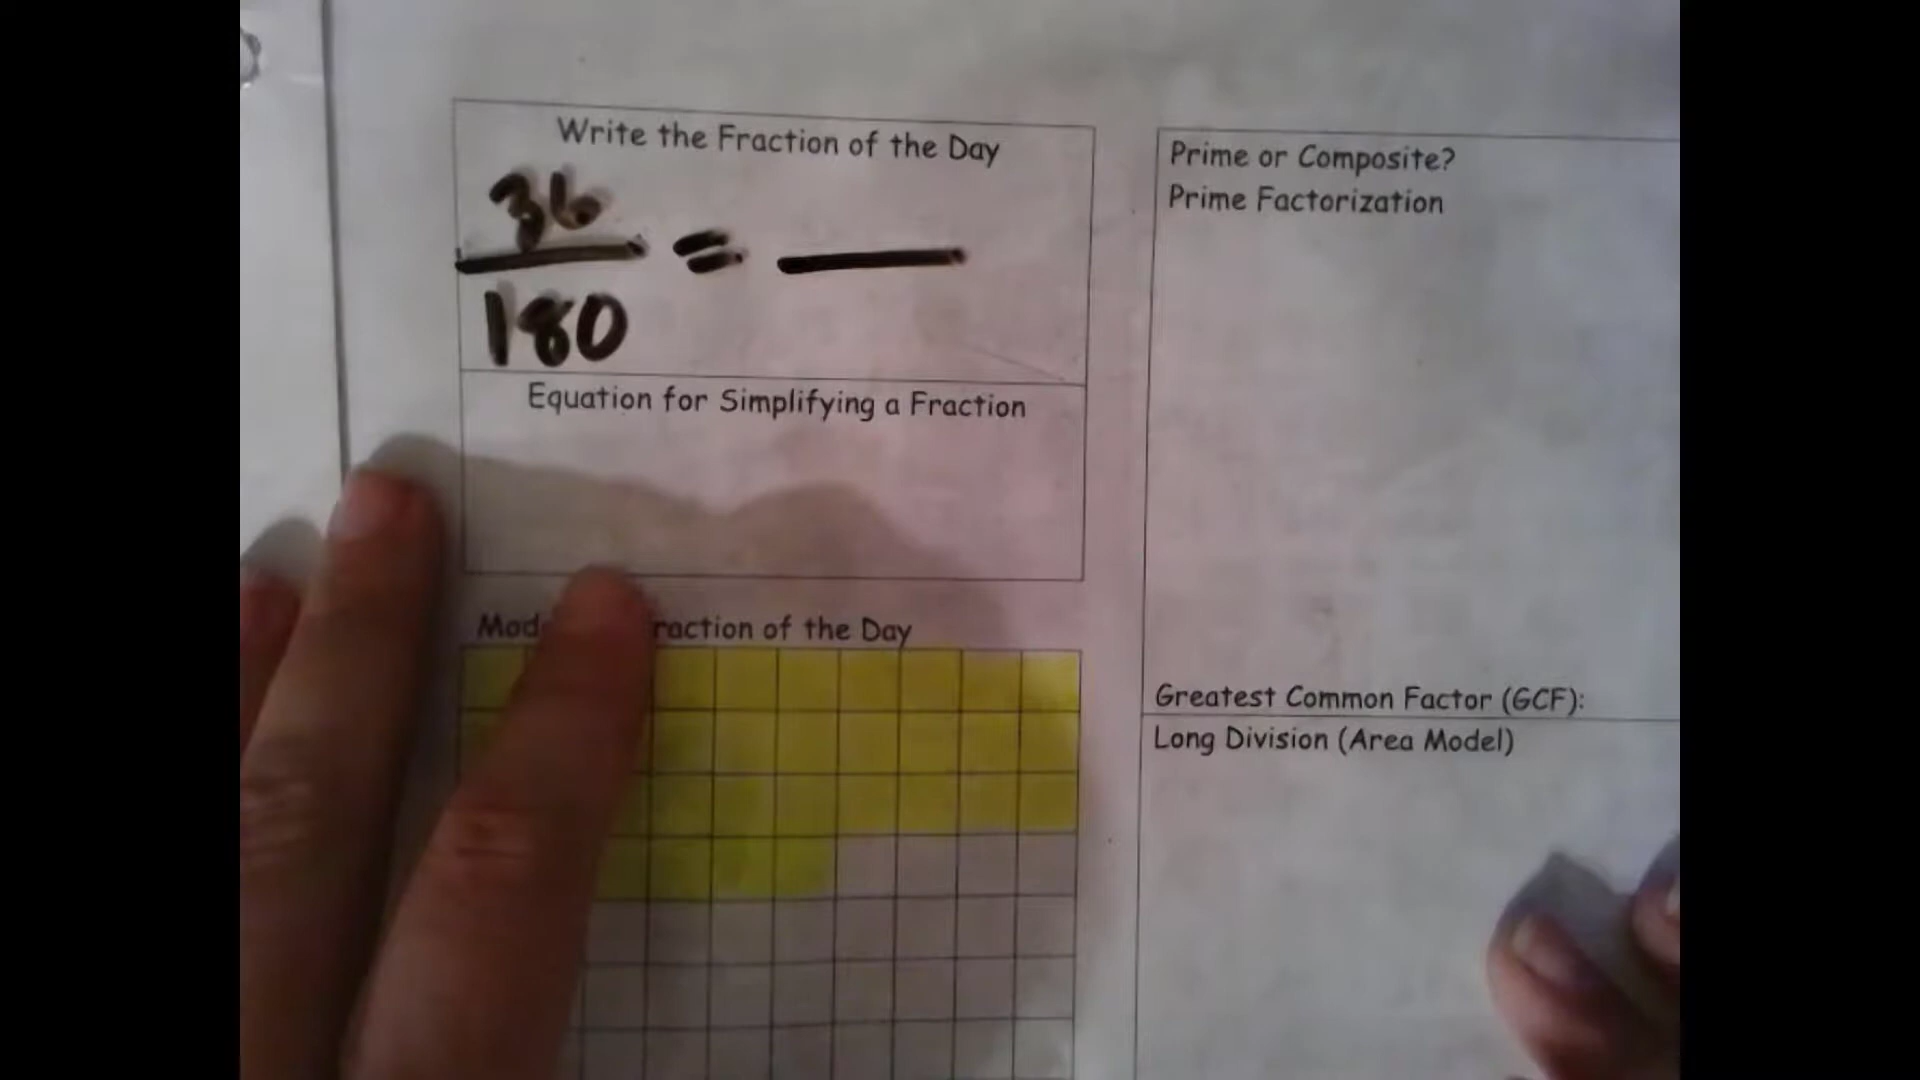 Write the Fraction of the Day
36
180
=
Equation for Simplifying a Fraction
raction of the Day
Prime or Composite?
Prime Factorization
Greatest Common Factor (GCF):
Long Division (Area Model)